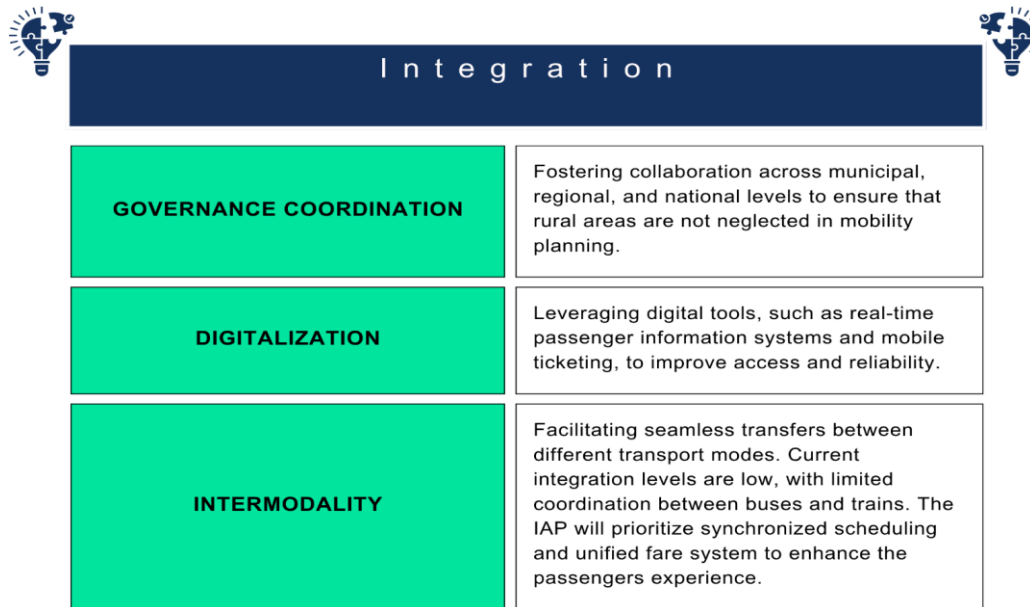 Integration
GOVERNANCE COORDINATION
Fostering collaboration across municipal,
regional, and national levels to ensure that
rural areas are not neglected in mobility
planning.
DIGITALIZATION
Leveraging digital tools, such as real-time
passenger information systems and mobile
ticketing, to improve access and reliability.
INTERMODALITY
Facilitating seamless transfers between
different transport modes. Current
integration levels are low, with limited
coordination between buses and trains. The
IAP will prioritize synchronized scheduling
and unified fare system to enhance the
passengers experience.